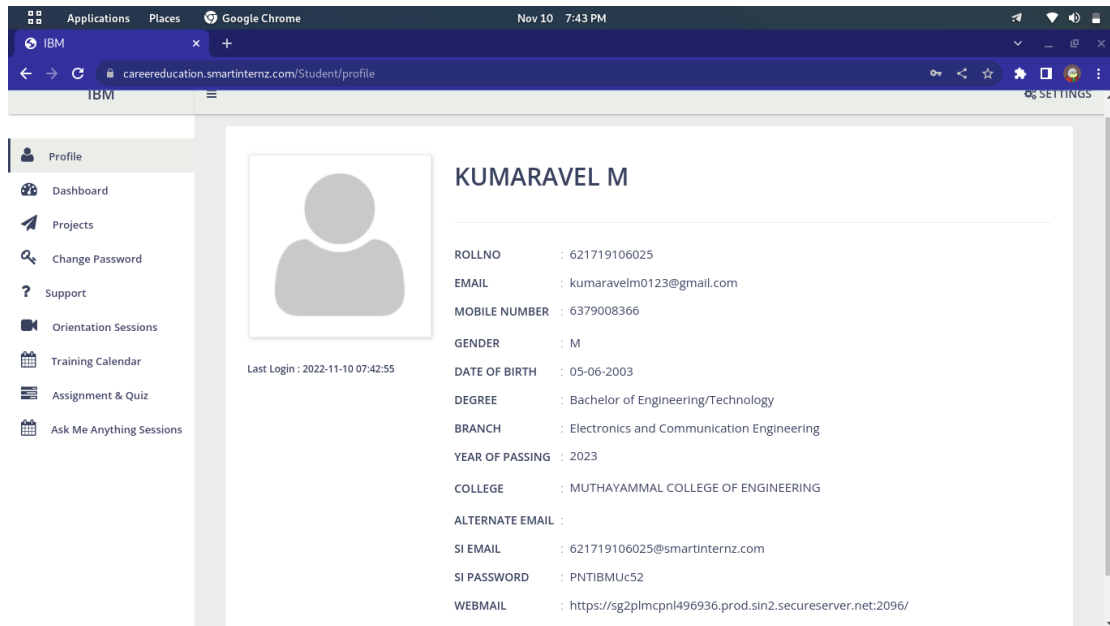 Applications Places Google Chrome Nov 10 7:43 PM
IBM
careereducation.smartinternz.com/Student/profile
IBM SETTINGS
Profile
Dashboard
Projects
Change Password
? Support
Orientation Sessions
Training Calendar
Assignment & Quiz
Ask Me Anything Sessions
Last Login : 2022-11-10 07:42:55
KUMARAVEL M
ROLLNO : 621719106025
EMAIL : kumaravelm0123@gmail.com
MOBILE NUMBER : 6379008366
GENDER : M
DATE OF BIRTH : 05-06-2003
DEGREE : Bachelor of Engineering/Technology
BRANCH : Electronics and Communication Engineering
YEAR OF PASSING : 2023
COLLEGE : MUTHAYAMMAL COLLEGE OF ENGINEERING
ALTERNATE EMAIL :
SI EMAIL : 621719106025@smartinternz.com
SI PASSWORD : PNTIBMUc52
WEBMAIL : https://sg2plmcpnl496936.prod.sin2.secureserver.net:2096/